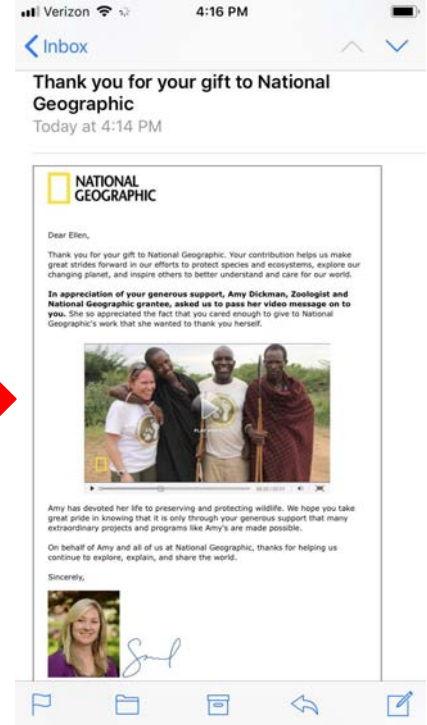 Verizon 4:16 PM
Inbox
Thank you for your gift to National
Geographic
Today at 4:14 PM
NATIONAL
GEOGRAPHIC
Dear Ellen,
Thank you for your gift to National Geographic. Your contribution helps us make
great strides forward in our efforts to protect species and ecosystems, explore our
changing planet, and inspire others to better understand and care for our world.
In appreciation of your generous support, Amy Dickman, Zoologist and
National Geographic grantee, asked us to pass her video message on to
you. She so appreciated the fact that you cared enough to give to National
Geographic's work that she wanted to thank you herself.
Amy has devoted her life to preserving and protecting wildlife. We hope you take
great pride in knowing that it is only through your generous support that many
extraordinary projects and programs like Amy's are made possible.
On behalf of Amy and all of us at National Geographic, thanks for helping us
continue to explore, explain, and share the world.
Sincerely,